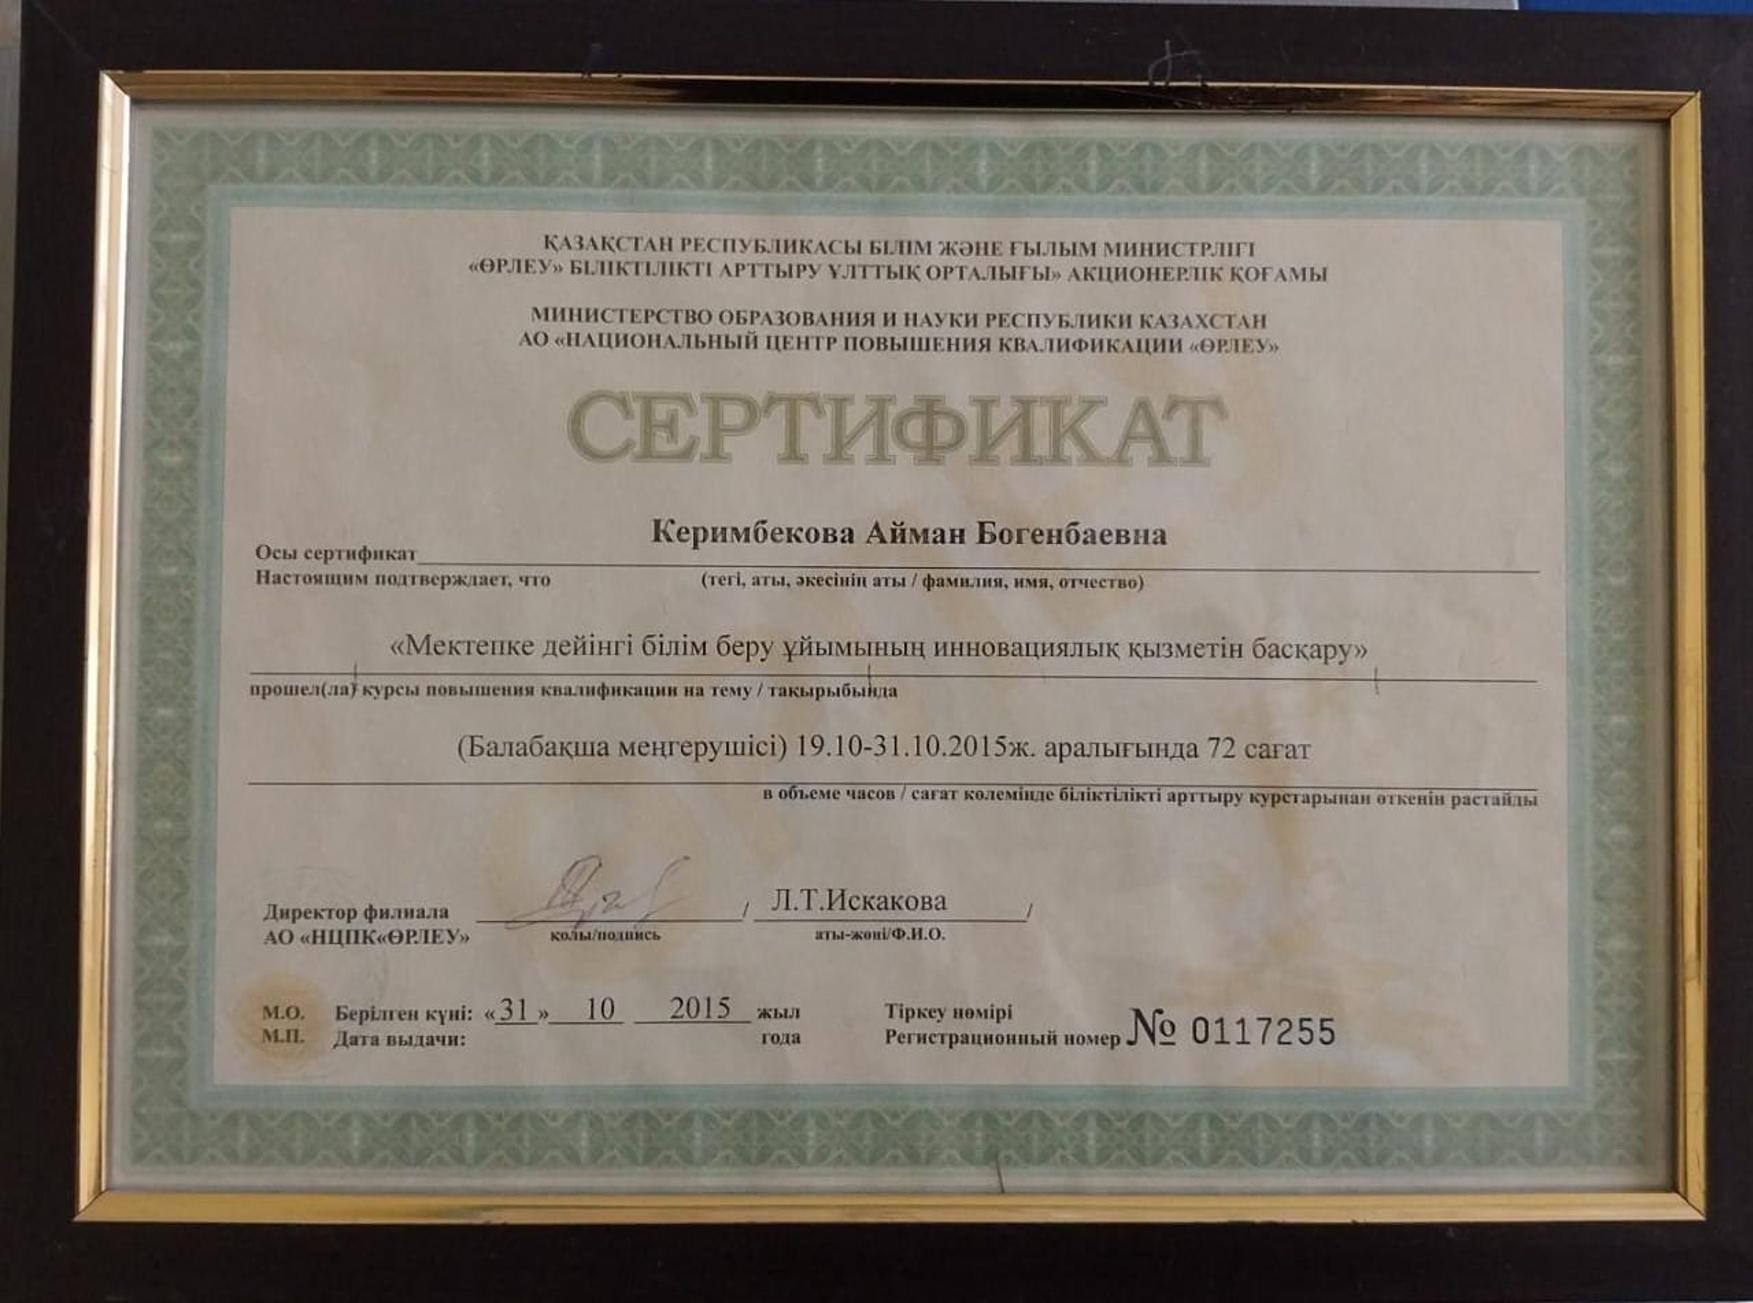 ҚАЗАҚСТАН РЕСПУБЛИКАСЫ БІЛІМ ЖӘНЕ ҒЫЛЫМ МИНИСТРЛІГІ
«ӨРЛЕУ» БІЛІКТІЛІКТІ АРТТЫРУ ҰЛТТЫҚ ОРТАЛЫҒЫ» АКЦИОНЕРЛІК ҚОҒАМЫ
МИНИСТЕРСТВО ОБРАЗОВАНИЯ И НАУКИ РЕСПУБЛИКИ КАЗАХСТАН
АО «НАЦИОНАЛЬНЫЙ ЦЕНТР ПОВЫШЕНИЯ КВАЛИФИКАЦИИ «ӨРЛЕУ»
СЕРТИФИКАТ
Керимбекова Айман Богенбаевна
Осы сертификат
Настоящим подтверждает, что (тегі, аты, әкесінің аты / фамилия, имя, отчество)
«Мектепке дейінгі білім беру ұйымының инновациялық қызметін басқару»
прошел(ла) курсы повышения квалификации на тему / тақырыбында
(Балабақша меңгерушісі) 19.10-31.10.2015ж. аралығында 72 сағат
в объеме часов / сағат көлемінде біліктілікті арттыру курстарынан өткенін растайды
Директор филиала / Л.Т.Искакова /
АО «НЦПК«ӨРЛЕУ» қолы/подпись аты-жөні/Ф.И.О.
М.О. Берілген күні: «31» 10 2015 жыл Тіркеу нөмірі
М.П. Дата выдачи: года Регистрационный номер № 0117255